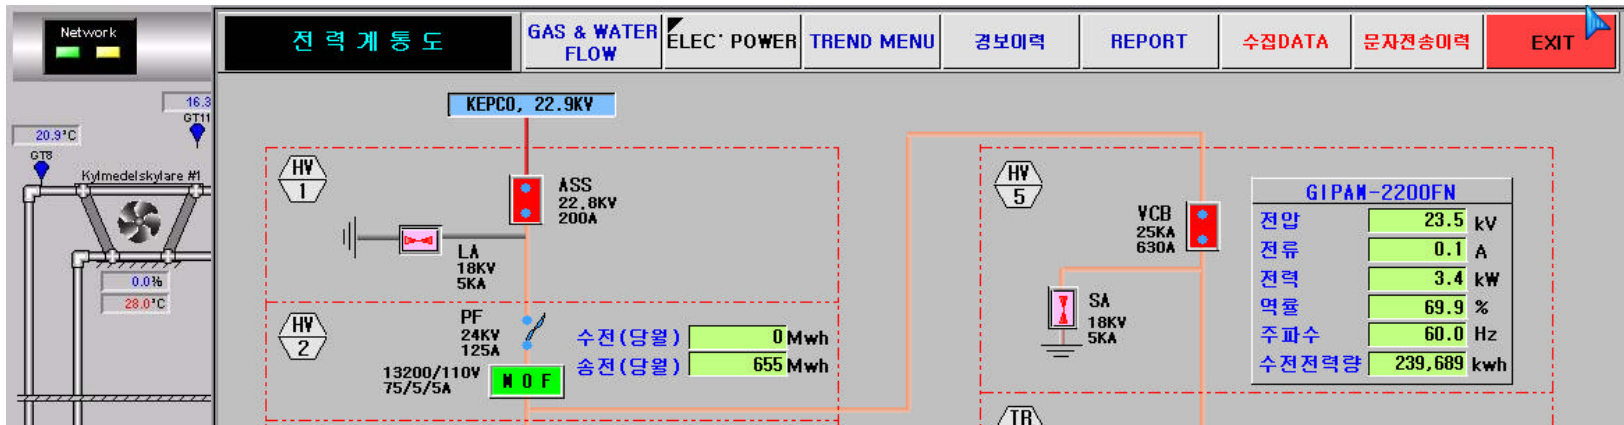 Network
전력계통도
GAS & WATER
FLOW
ELEC' POWER
TREND MENU
경보이력
REPORT
수집DATA
문자전송이력
EXIT
16.3
GT11
20.9°C
GT8
Kylmedelskylare #1
0.0%
28.0°C
KEPCO, 22.9KV
HV
1
ASS
22.8KV
200A
LA
18KV
5KA
HV
2
PF
24KV
125A
수전(당월) 0 Mwh
송전(당월) 655 Mwh
13200/110V
75/5/5A
M O F
HV
5
VCB
25KA
630A
SA
18KV
5KA
GIPAM-2200FN
전압 23.5 kV
전류 0.1 A
전력 3.4 kW
역률 69.9 %
주파수 60.0 Hz
수전전력량 239,689 kwh
TR